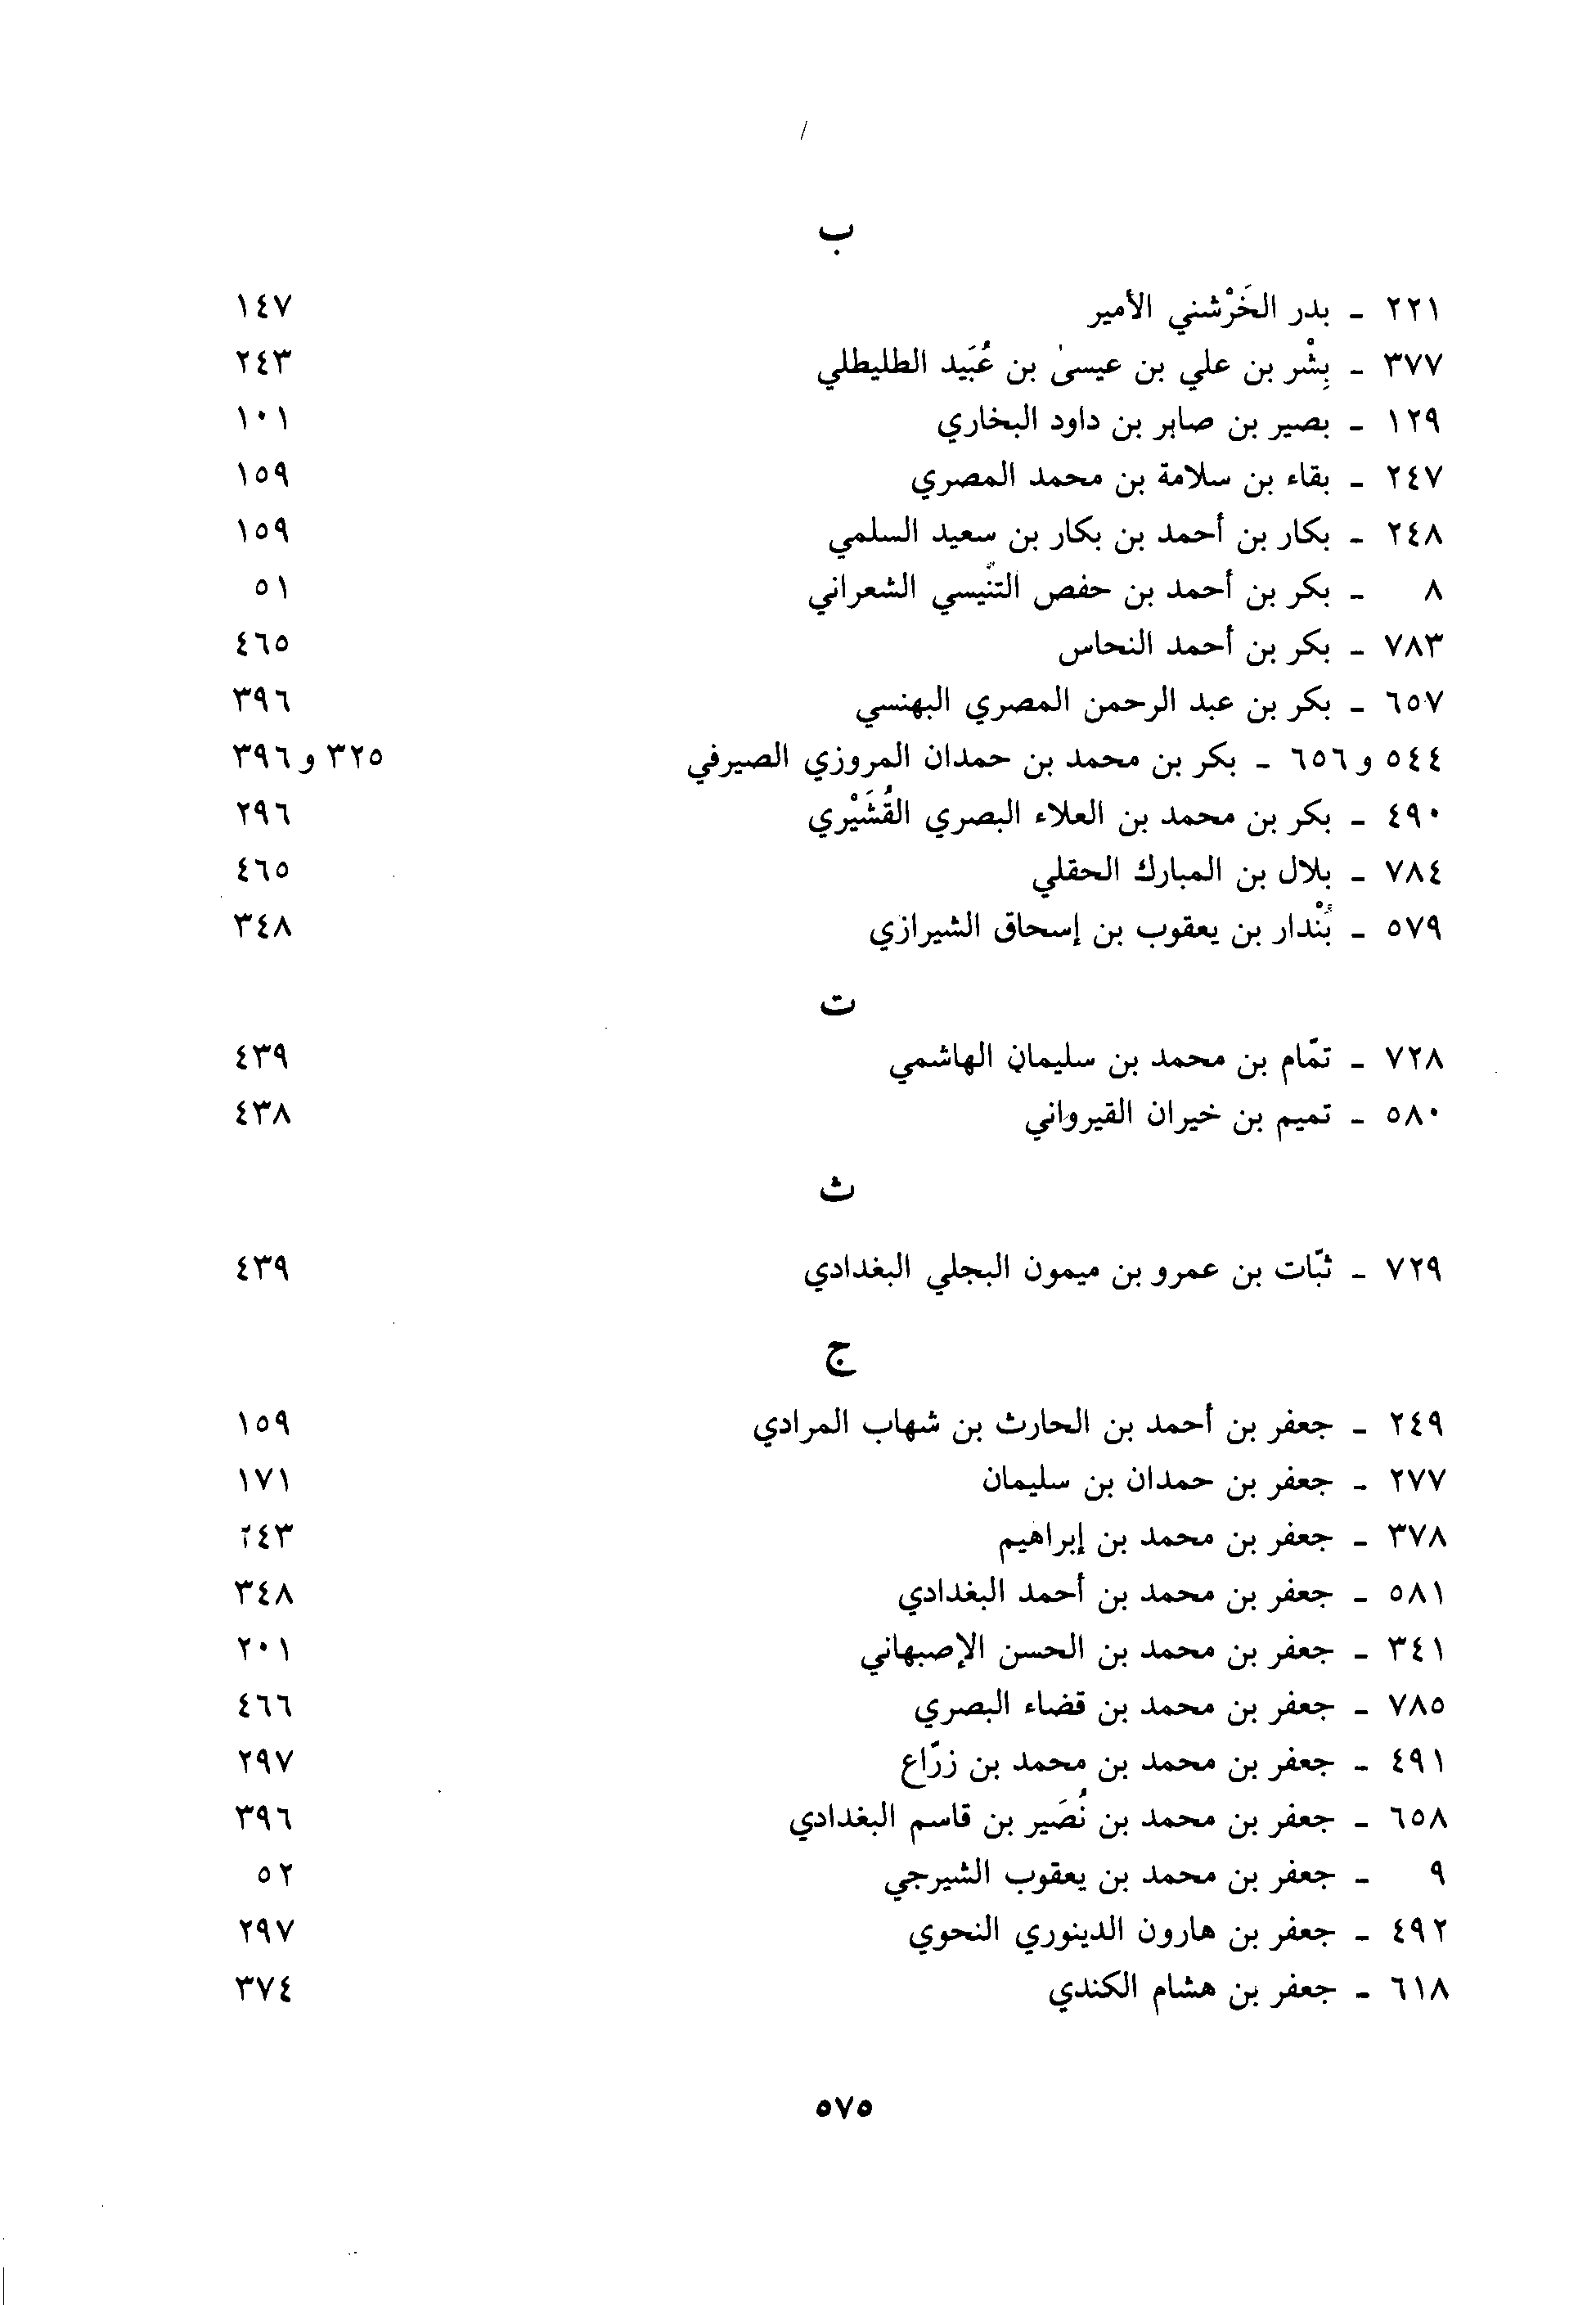 ب
٢٢١ - بدر الخَرْشني الأمير ١٤٧
٣٧٧ - بِشْر بن علي بن عيسىٰ بن عُبَيد الطليطلي ٢٤٣
١٢٩ - بصير بن صابر بن داود البخاري ١٠١
٢٤٧ - بقاء بن سلامة بن محمد المصري ١٥٩
٢٤٨ - بكار بن أحمد بن بكار بن سعيد السلمي ١٥٩
٨ - بكر بن أحمد بن حفص التنّيسي الشعراني ٥١
٧٨٣ - بكر بن أحمد النحاس ٤٦٥
٦٥٧ - بكر بن عبد الرحمن المصري البهنسي ٣٩٦
٥٤٤ و ٦٥٦ - بكر بن محمد بن حمدان المروزي الصيرفي ٣٢٥ و ٣٩٦
٤٩٠ - بكر بن محمد بن العلاء البصري القُشَيْري ٢٩٦
٧٨٤ - بلال بن المبارك الحقلي ٤٦٥
٥٧٩ - بُنْدار بن يعقوب بن إسحاق الشيرازي ٣٤٨
ت
٧٢٨ - تمّام بن محمد بن سليمان الهاشمي ٤٣٩
٥٨٠ - تميم بن خيران القيرواني ٤٣٨
ث
٧٢٩ - ثبّات بن عمرو بن ميمون البجلي البغدادي ٤٣٩
ج
٢٤٩ - جعفر بن أحمد بن الحارث بن شهاب المرادي ١٥٩
٢٧٧ - جعفر بن حمدان بن سليمان ١٧١
٣٧٨ - جعفر بن محمد بن إبراهيم ٢٤٣
٥٨١ - جعفر بن محمد بن أحمد البغدادي ٣٤٨
٣٤١ - جعفر بن محمد بن الحسن الإصبهاني ٢٠١
٧٨٥ - جعفر بن محمد بن قضاء البصري ٤٦٦
٤٩١ - جعفر بن محمد بن محمد بن زرّاع ٢٩٧
٦٥٨ - جعفر بن محمد بن نُصَير بن قاسم البغدادي ٣٩٦
٩ - جعفر بن محمد بن يعقوب الشيرجي ٥٢
٤٩٢ - جعفر بن هارون الدينوري النحوي ٢٩٧
٦١٨ - جعفر بن هشام الكندي ٣٧٤
٥٧٥